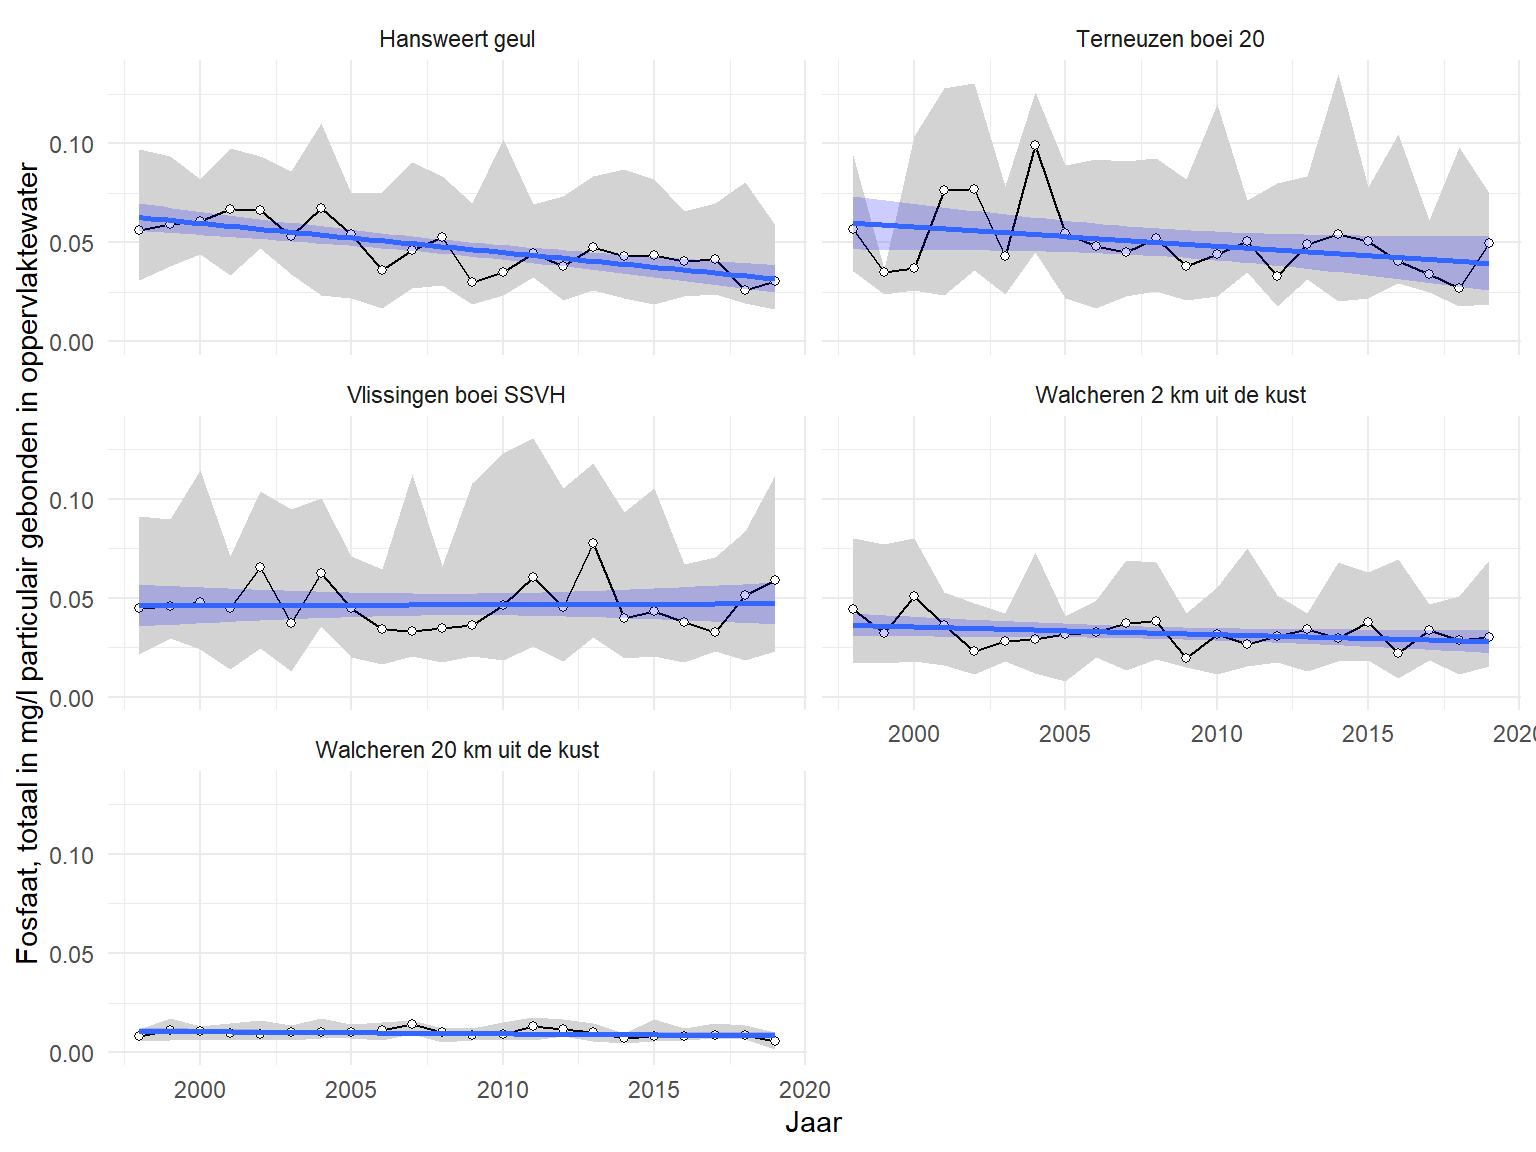 Hansweert geul
Terneuzen boei 20
0.10
0.05
0.00
Vlissingen boei SSVH
Walcheren 2 km uit de kust
0.10
0.05
0.00
2000
2005
2010
2015
2020
Walcheren 20 km uit de kust
0.10
0.05
0.00
2000
2005
2010
2015
2020
Jaar
Fosfaat, totaal in mg/l particulair gebonden in oppervlaktewater